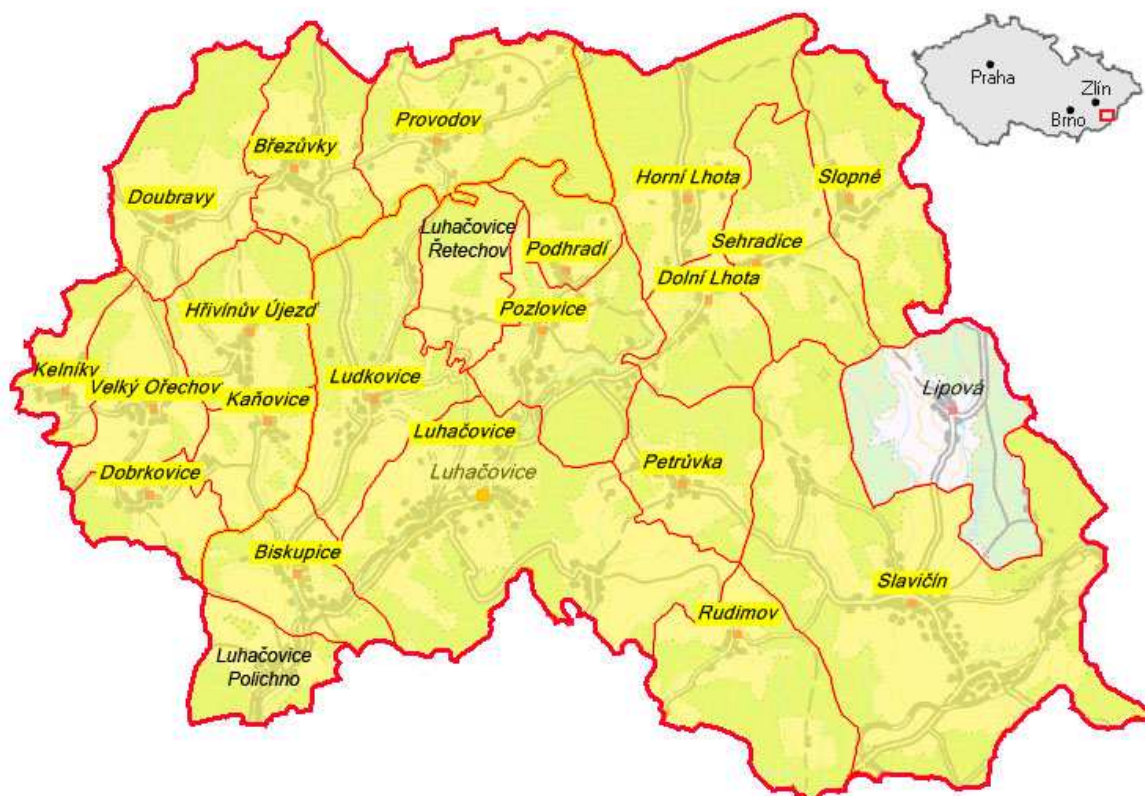 Praha
Zlín
Brno
Provodov
Březůvky
Horní Lhota
Slopné
Doubravy
Luhačovice
Řetechov
Podhradí
Sehradice
Dolní Lhota
Hřivínův Újezd
Pozlovice
Kelníky
Velký Ořechov
Ludkovice
Kaňovice
Lipová
Luhačovice
Petrůvka
Dobrkovice
Luhačovice
Biskupice
Slavičín
Rudimov
Luhačovice
Polichno